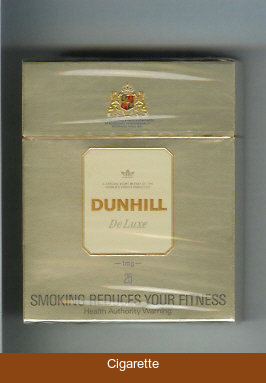 DUNHILL
De Luxe
1mg
25
SMOKING REDUCES YOUR FITNESS
Health Authority Warning
Cigarette